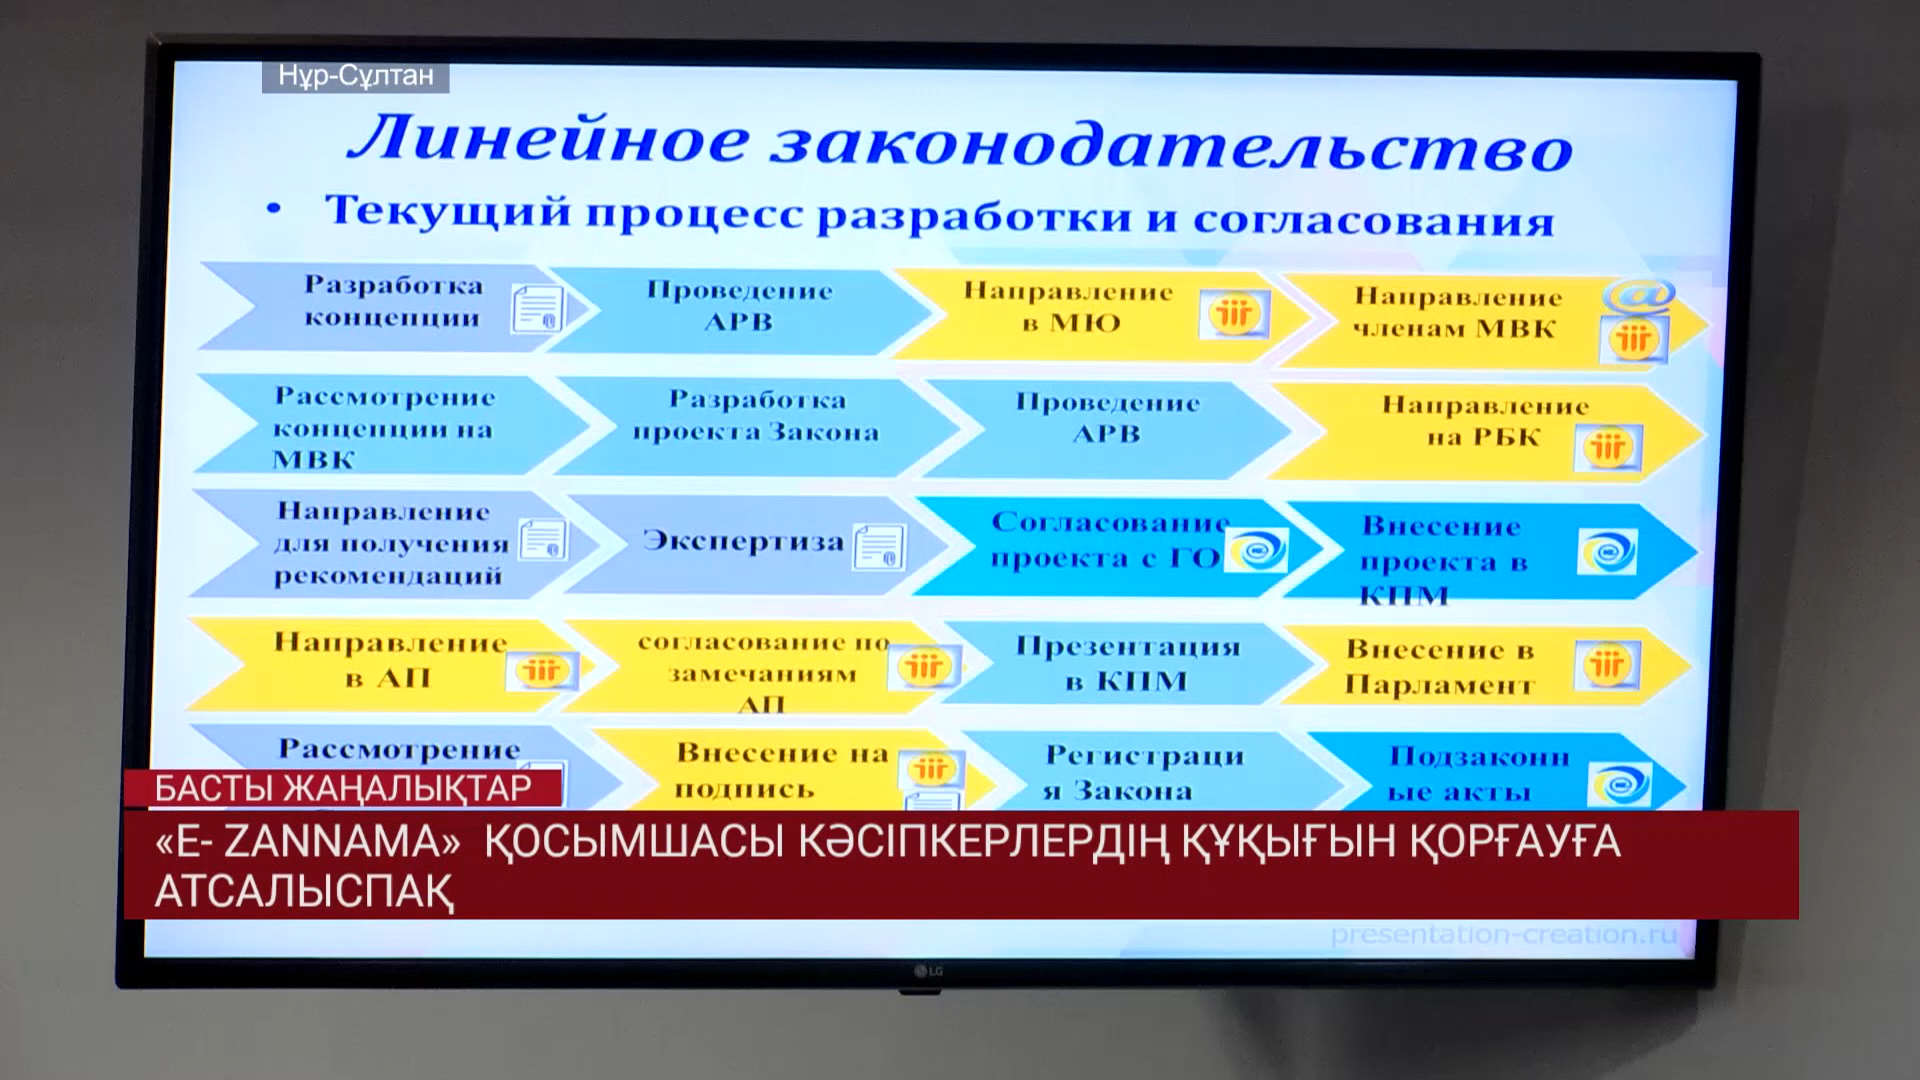 Нұр-Сұлтан
Линейное законодательство
• Текущий процесс разработки и согласования
Разработка
концепции
Проведение
АРВ
Направление
в МЮ
Направление
членам МВК
Рассмотрение
концепции на
МВК
Разработка
проекта Закона
Проведение
АРВ
Направление
на РБК
Направление
для получения
рекомендаций
Экспертиза
Согласование
проекта с ГО
Внесение
проекта в
КПМ
Направление
в АП
согласование по
замечаниям
АП
Презентация
в КПМ
Внесение в
Парламент
Рассмотрение
Внесение на
подпись
Регистраци
я Закона
Подзаконн
ые акты
БАСТЫ ЖАҢАЛЫҚТАР
«E- ZANNAMA» ҚОСЫМШАСЫ КӘСІПКЕРЛЕРДІҢ ҚҰҚЫҒЫН ҚОРҒАУҒА
АТСАЛЫСПАҚ
presentation-creation.ru
LG